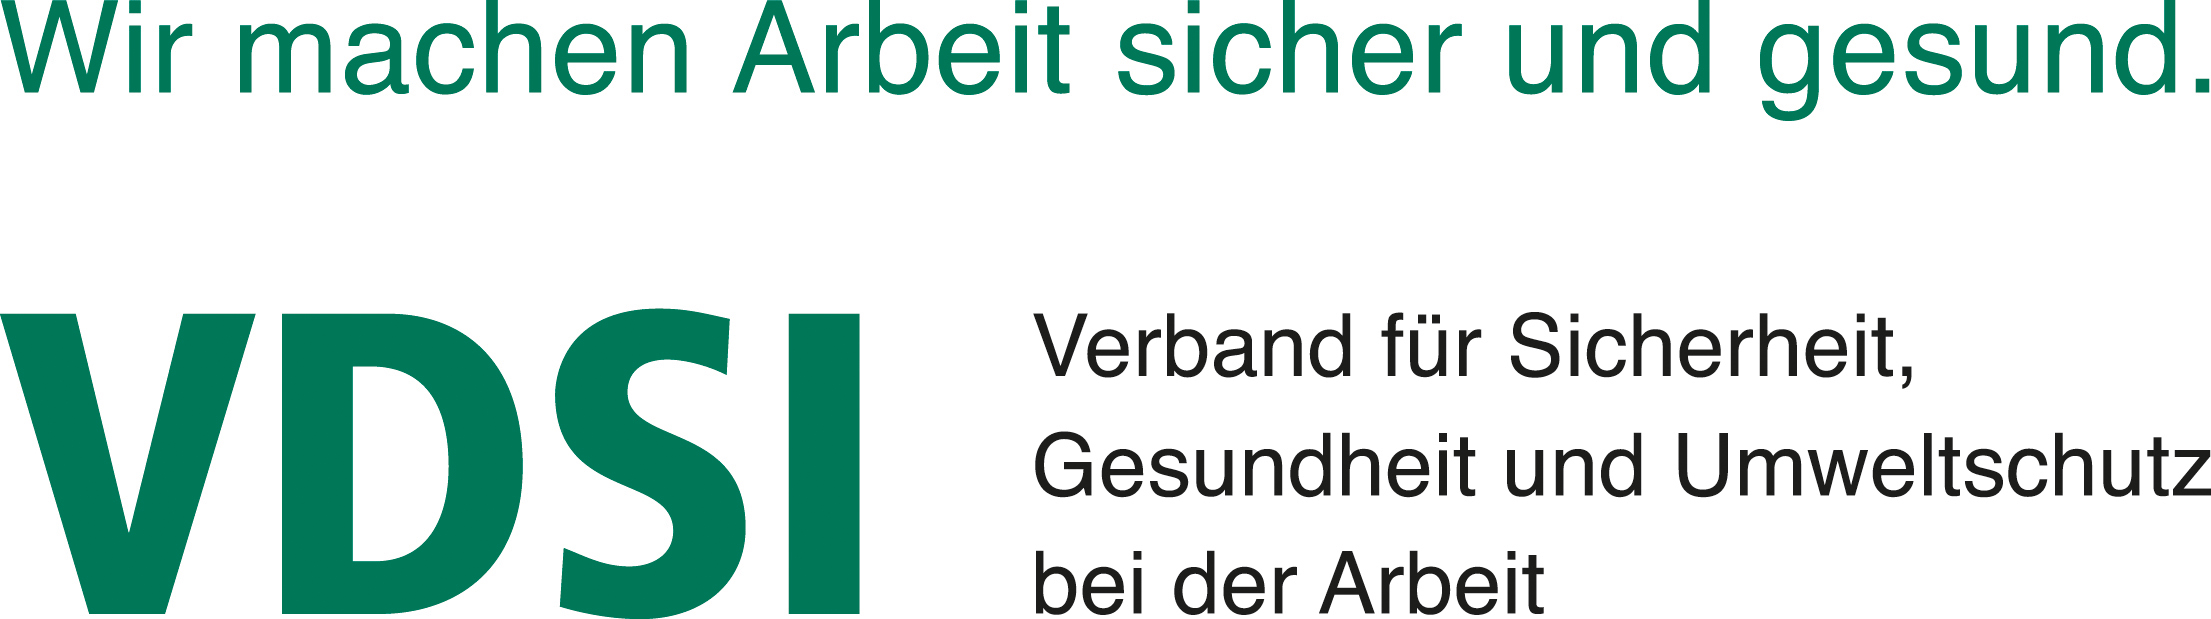 Wir machen Arbeit sicher und gesund.
VDSI
Verband für Sicherheit,
Gesundheit und Umweltschutz
bei der Arbeit